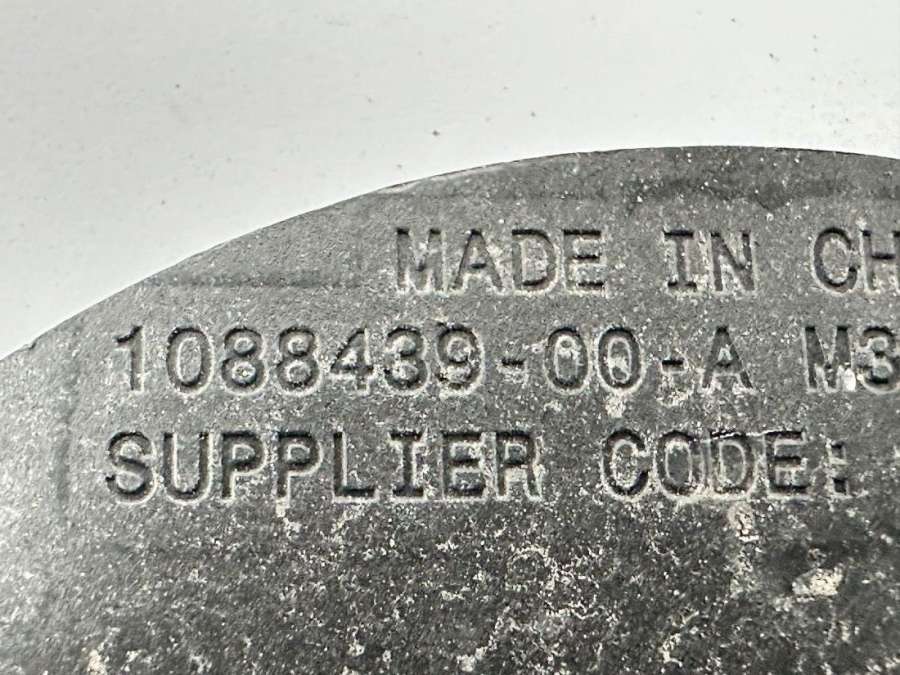 MADE IN CH
1088439-00-A M3
SUPPLIER CODE: